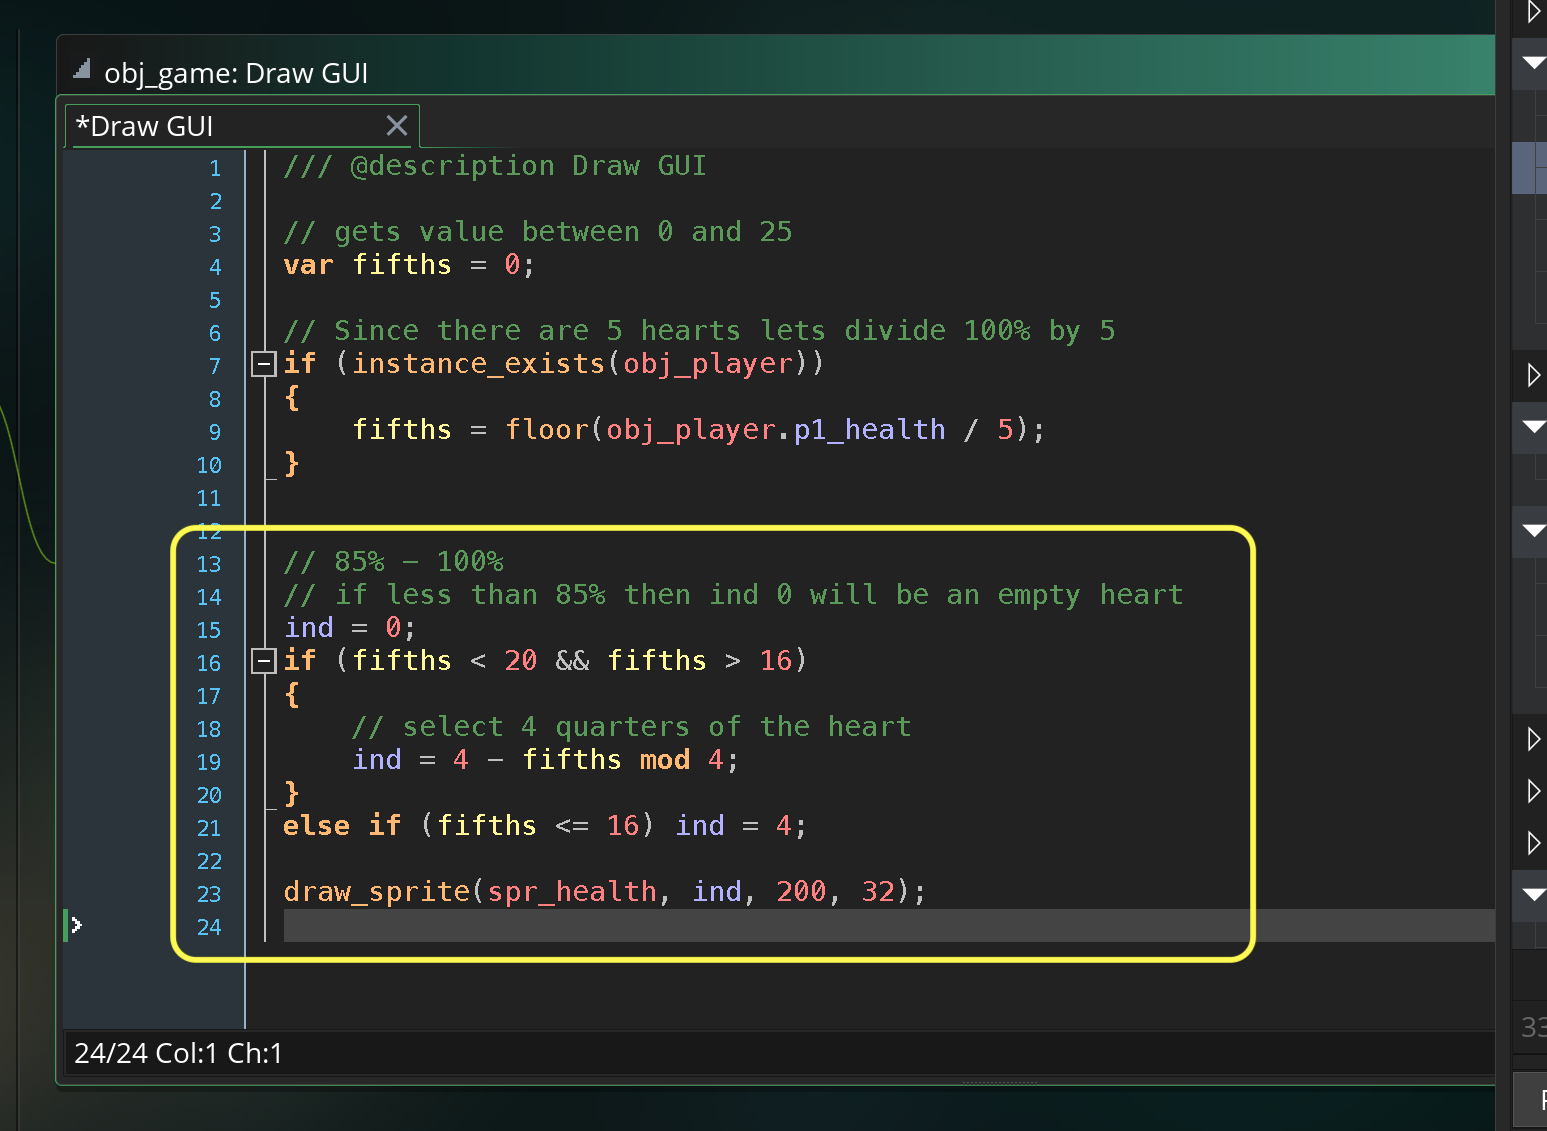 obj_game: Draw GUI
*Draw GUI
1 /// @description Draw GUI
2
3 // gets value between 0 and 25
4 var fifths = 0;
5
6 // Since there are 5 hearts lets divide 100% by 5
7 if (instance_exists(obj_player))
8 {
9 fifths = floor(obj_player.p1_health / 5);
10 }
11
12
13 // 85% - 100%
14 // if less than 85% then ind 0 will be an empty heart
15 ind = 0;
16 if (fifths < 20 && fifths > 16)
17 {
18 // select 4 quarters of the heart
19 ind = 4 - fifths mod 4;
20 }
21 else if (fifths <= 16) ind = 4;
22
23 draw_sprite(spr_health, ind, 200, 32);
24
24/24 Col:1 Ch:1